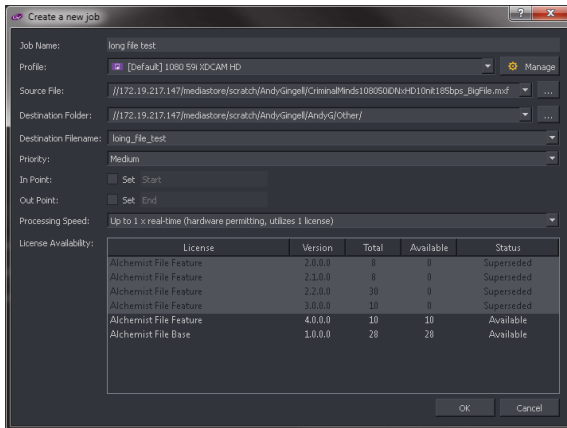 Create a new job
Job Name: long file test
Profile: [Default] 1080 59i XDCAM HD Manage
Source File: //172.19.217.147/mediastore/scratch/AndyGingell/CriminalMinds108050iDNxHD10nit185bps_BigFile.mxf ...
Destination Folder: //172.19.217.147/mediastore/scratch/AndyGingell/AndyG/Other/ ...
Destination Filename: loing_file_test
Priority: Medium
In Point: Set Start
Out Point: Set End
Processing Speed: Up to 1 x real-time (hardware permitting, utilizes 1 license)
License Availability:
License Version Total Available Status
Alchemist File Feature 2.0.0.0 8 0 Superseded
Alchemist File Feature 2.1.0.0 8 0 Superseded
Alchemist File Feature 2.2.0.0 30 0 Superseded
Alchemist File Feature 3.0.0.0 10 0 Superseded
Alchemist File Feature 4.0.0.0 10 10 Available
Alchemist File Base 1.0.0.0 28 28 Available
OK Cancel